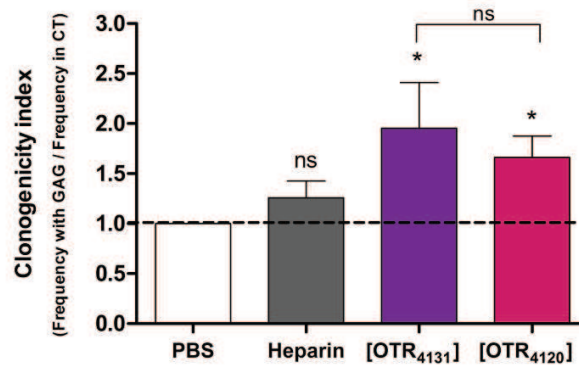 Clonogenicity index
(Frequency with GAG / Frequency in CT)
3.0
2.5
2.0
1.5
1.0
0.5
0.0
ns
ns
*
*
PBS
Heparin
[OTR4131]
[OTR4120]